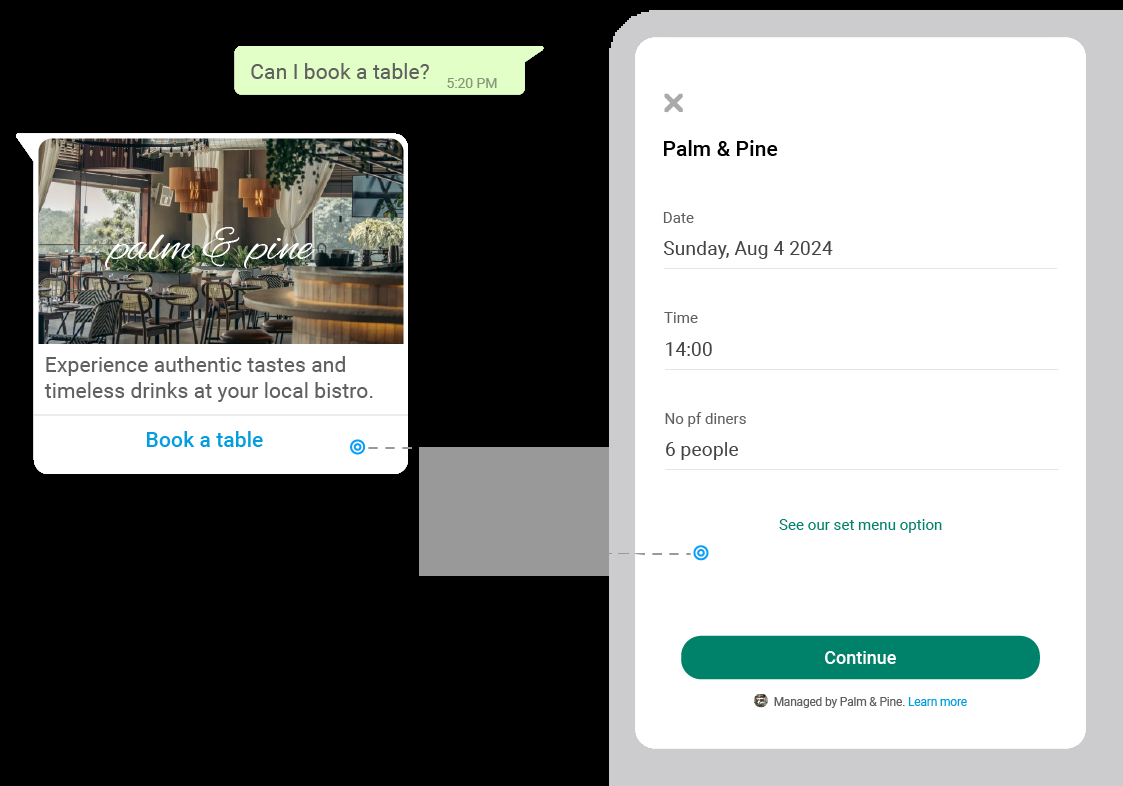 Can I book a table?
5:20 PM
palm & pine
Experience authentic tastes and
timeless drinks at your local bistro.
Book a table
Palm & Pine
Date
Sunday, Aug 4 2024
Time
14:00
No pf diners
6 people
See our set menu option
Continue
Managed by Palm & Pine. Learn more